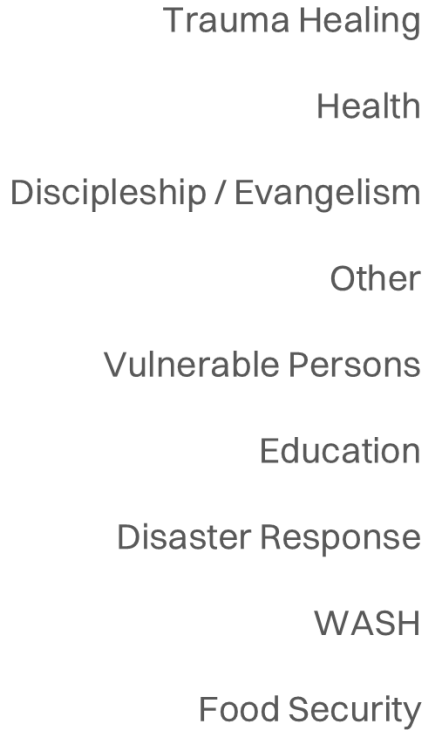 Trauma Healing
Health
Discipleship / Evangelism
Other
Vulnerable Persons
Education
Disaster Response
WASH
Food Security